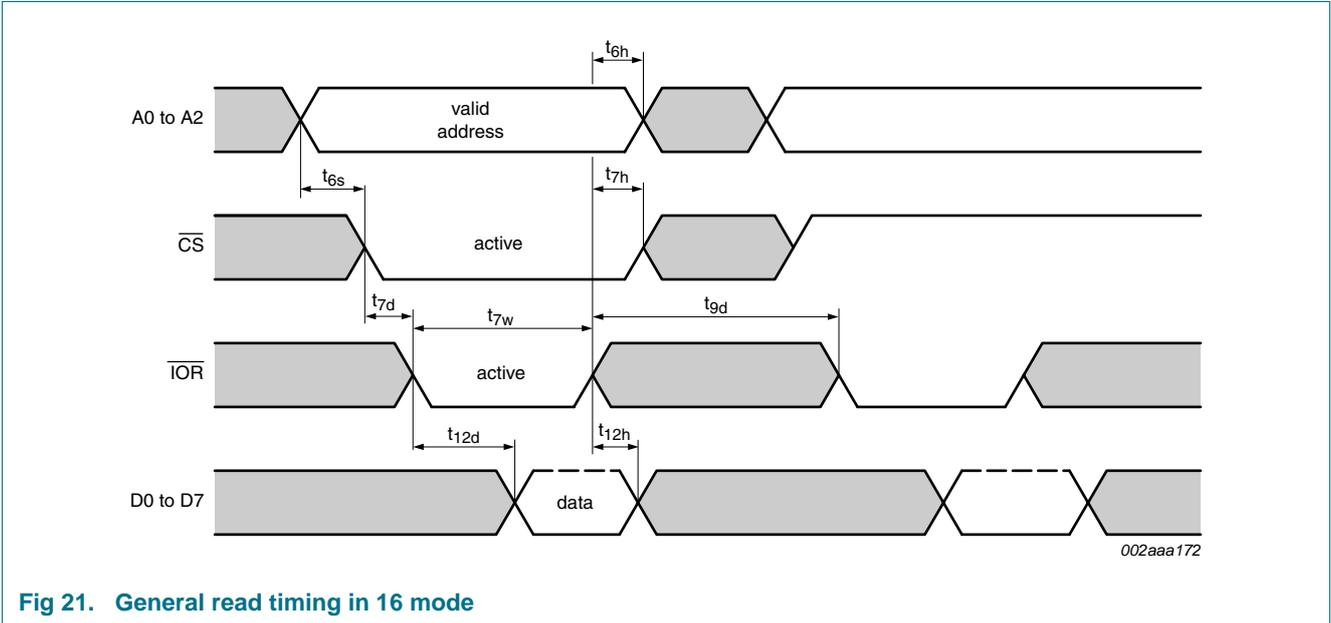 t6h
A0 to A2
valid
address
t6s
t7h
CS
active
t7d
t7w
t9d
IOR
active
t12d
t12h
D0 to D7
data
002aaa172
Fig 21. General read timing in 16 mode